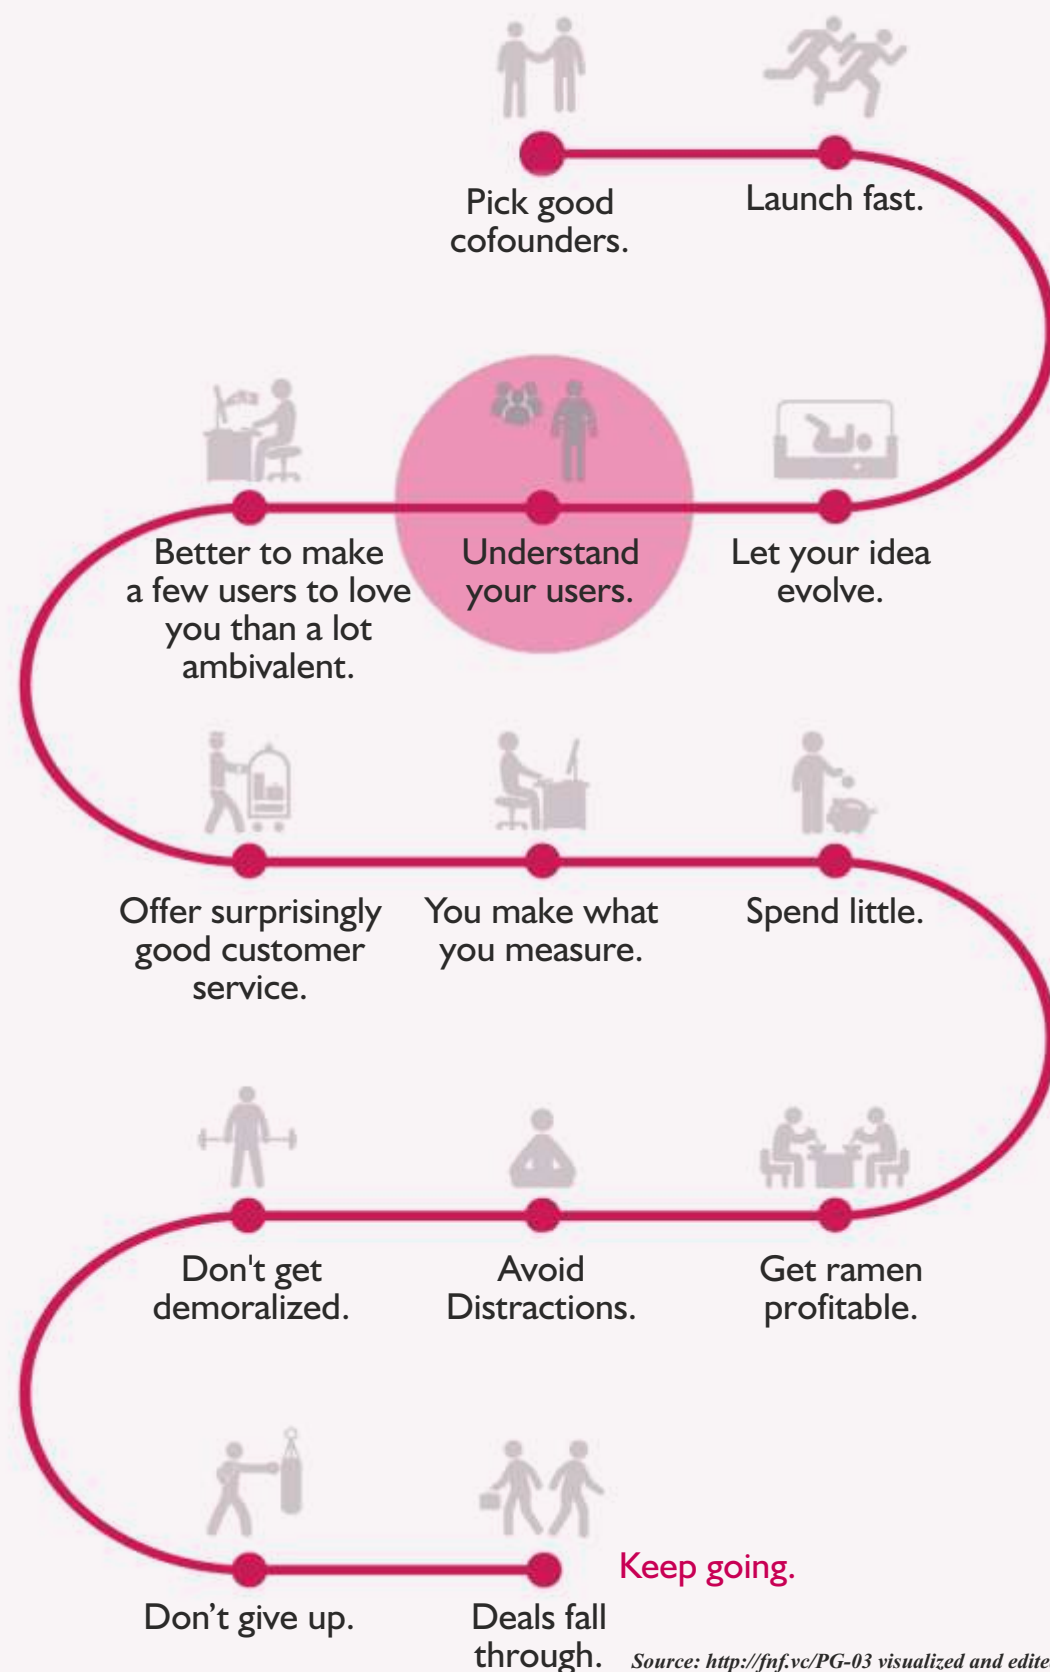 Pick good
cofounders.
Launch fast.
Let your idea
evolve.
Understand
your users.
Better to make
a few users to love
you than a lot
ambivalent.
Offer surprisingly
good customer
service.
You make what
you measure.
Spend little.
Get ramen
profitable.
Avoid
Distractions.
Don't get
demoralized.
Don’t give up.
Deals fall
through.
Keep going.
Source: http://fnf.vc/PG-03 visualized and edite